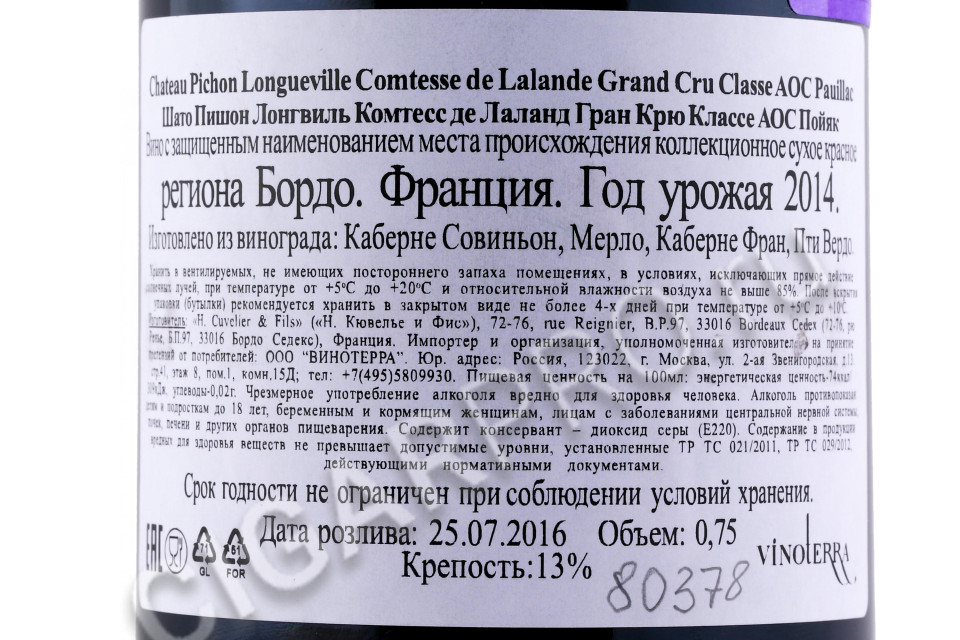 Chateau Pichon Longueville Comtesse de Lalande Grand Cru Classe AOC Pauillac
Шато Пишон Лонгвиль Комтесс де Лаланд Гран Крю Классе АОС Пойяк
Вино с защищенным наименованием места происхождения коллекционное сухое красное
региона Бордо. Франция. Год урожая 2014.
Изготовлено из винограда: Каберне Совиньон, Мерло, Каберне Фран, Пти Вердо.
Хранить в вентилируемых, не имеющих постороннего запаха помещениях, в условиях, исключающих прямое действие
солнечных лучей, при температуре от +5°С до +20°С и относительной влажности воздуха не выше 85%. После вскрытия
упаковки (бутылки) рекомендуется хранить в закрытом виде не более 4-х дней при температуре от +5°С до +10°С.
Изготовитель: «H. Cuvelier & Fils» («Н. Кювелье и Фис»), 72-76, rue Reignier, B.P.97, 33016 Bordeaux Cedex (72-76, рю
Ренье, Б.П.97, 33016 Бордо Седекс), Франция. Импортер и организация, уполномоченная изготовителем на принятие
претензий от потребителей: ООО "ВИНОТЕРРА". Юр. адрес: Россия, 123022, г. Москва, ул. 2-ая Звенигородская, д.13,
стр.41, этаж 8, пом.1, комн.15Д; тел: +7(495)5809930. Пищевая ценность на 100мл: энергетическая ценность-74ккал/
углеводы-0,02г. Чрезмерное употребление алкоголя вредно для здоровья человека. Алкоголь противопоказан
детям и подросткам до 18 лет, беременным и кормящим женщинам, лицам с заболеваниями центральной нервной системы,
почек, печени и других органов пищеварения. Содержит консервант – диоксид серы (Е220). Содержание в продукции
вредных для здоровья веществ не превышает допустимые уровни, установленные ТР ТС 021/2011, ТР ТС 029/2012,
действующими нормативными документами.
Срок годности не ограничен при соблюдении условий хранения.
EAC 71 GL 51 FOR Дата розлива: 25.07.2016 Объем: 0,75 vinoterra
Крепость:13% 80378
CIGARPRO.RU